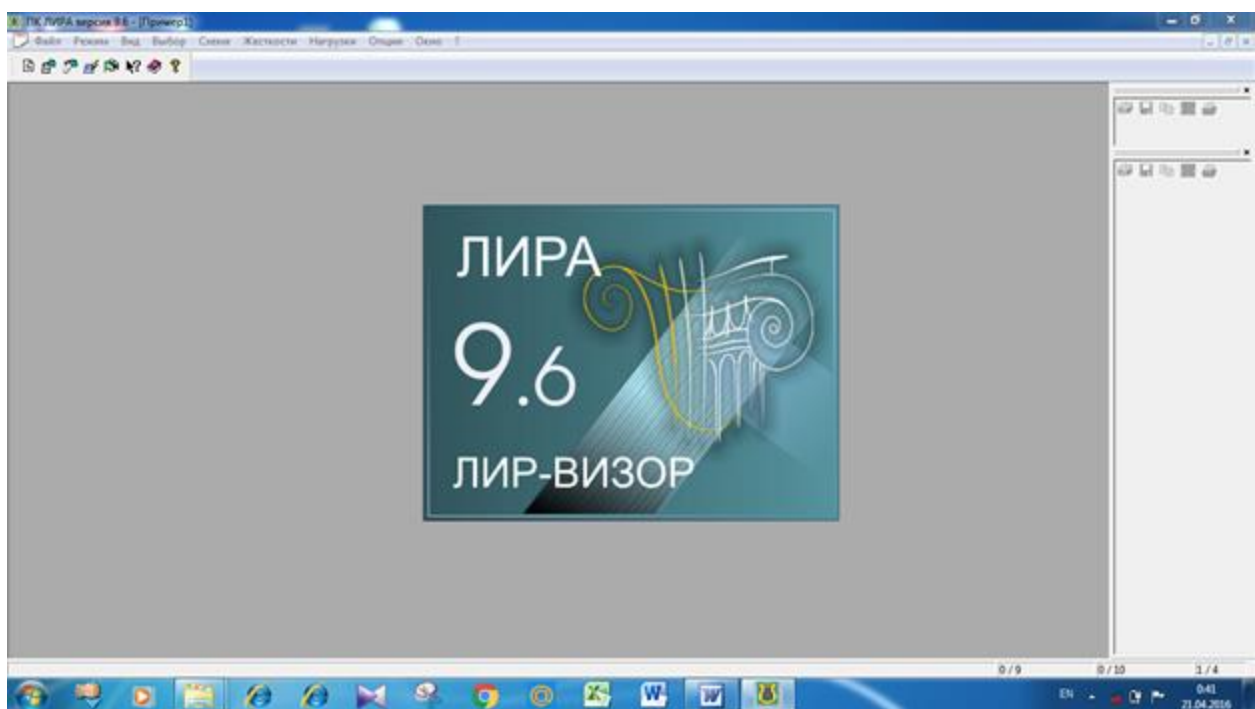 ПК ЛИРА версия 9.6 - [Пример1]
Файл Режим Вид Выбор Схема Жесткости Нагрузки Опции Окно ?
ЛИРА
9.6
ЛИР-ВИЗОР
0 / 9 0 / 10 1 / 4
EN 0:41
21.04.2016